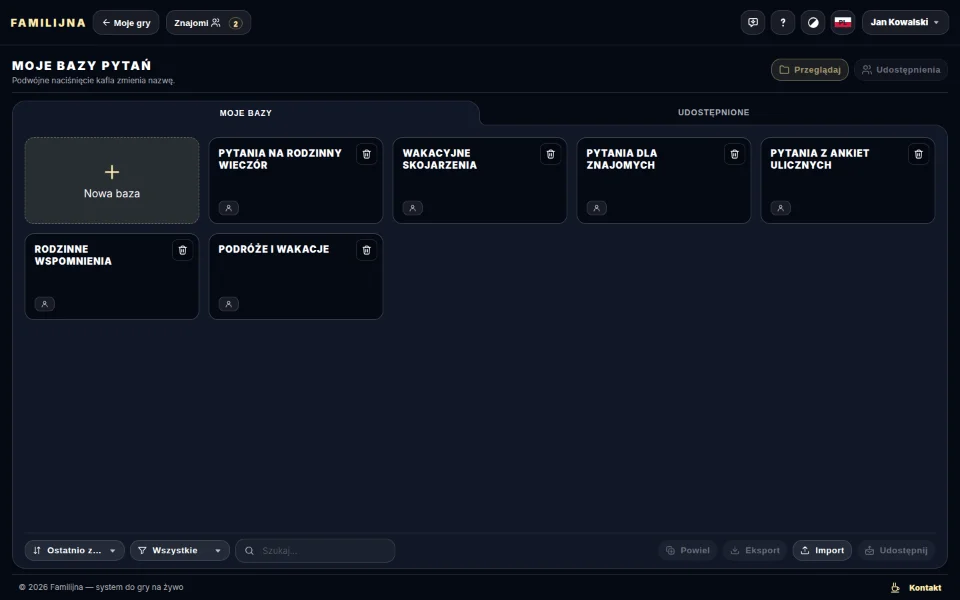 FAMILIJNA
Moje gry
Znajomi 2
?
PL
Jan Kowalski
MOJE BAZY PYTAŃ
Podwójne naciśnięcie kafla zmienia nazwę.
Przeglądaj
Udostępnienia
MOJE BAZY
UDOSTĘPNIONE
Nowa baza
PYTANIA NA RODZINNY
WIECZÓR
WAKACYJNE
SKOJARZENIA
PYTANIA DLA
ZNAJOMYCH
PYTANIA Z ANKIET
ULICZNYCH
RODZINNE
WSPOMNIENIA
PODRÓŻE I WAKACJE
Ostatnio z...
Wszystkie
Szukaj...
Powiel
Eksport
Import
Udostępnij
© 2026 Familijna — system do gry na żywo
Kontakt